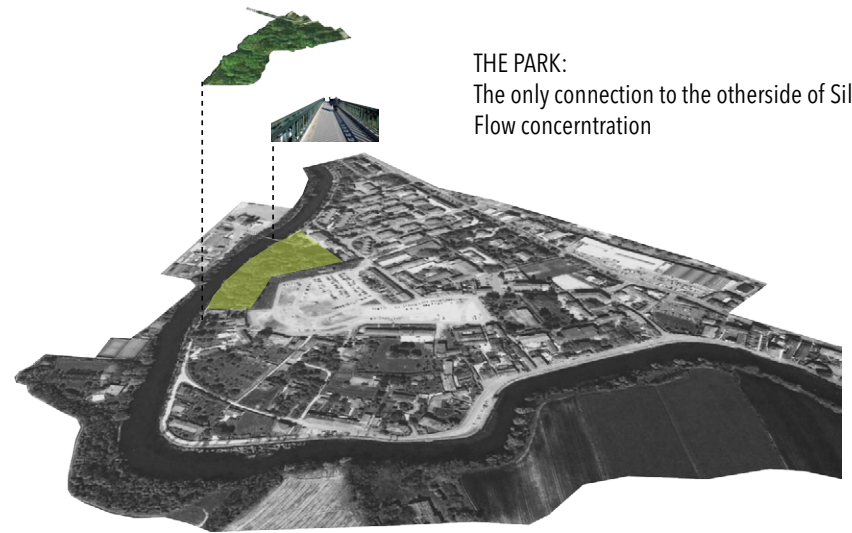 THE PARK:
The only connection to the otherside of Sil
Flow concerntration